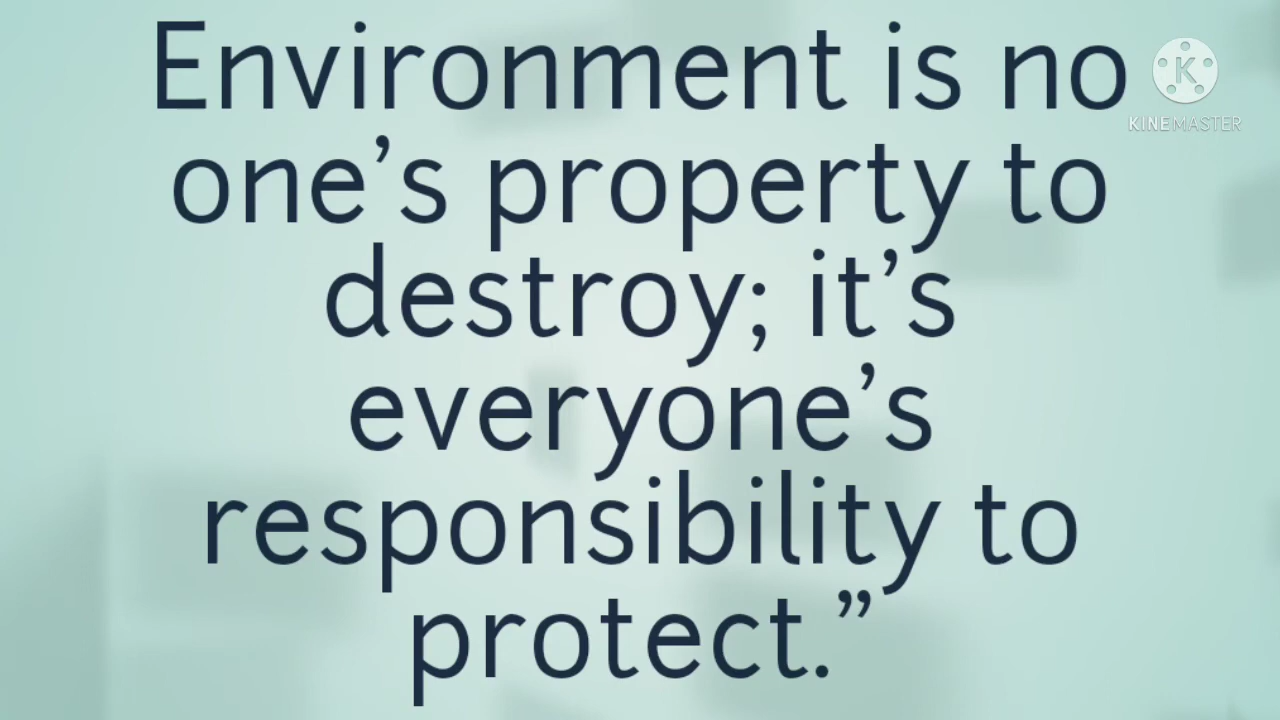 Environment is no
one’s property to
destroy; it’s
everyone’s
responsibility to
protect.”
K
KINEMASTER